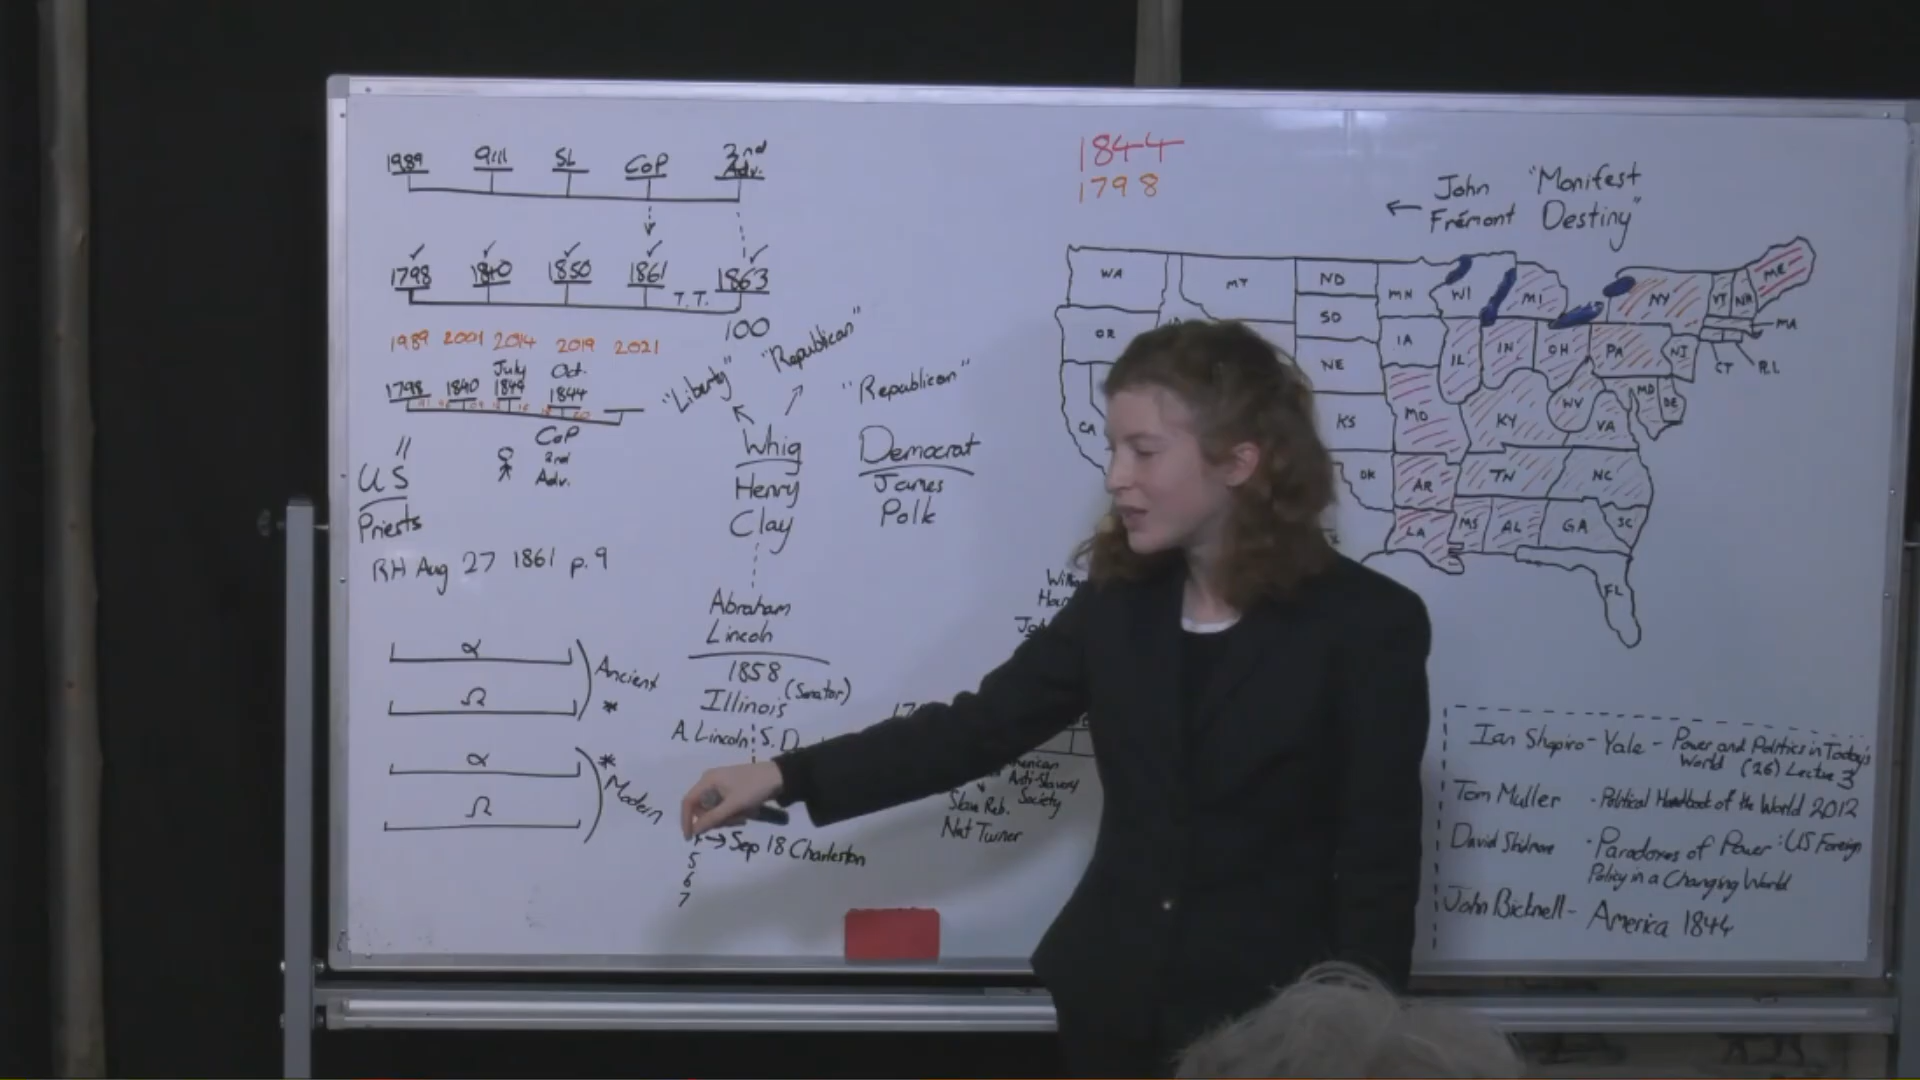 1989 9/11 SL CoP 2nd Adv.
1798 1840 1850 1861 1863
T.T.
100
1989 2001 2014 2019 2021
July Oct.
1798 1840 1844 1844
CoP
2nd
Adv.
US
Priests
RH Aug 27 1861 p.9
α
Ω
Ancient
*
α
Ω
* Modern
"Liberty" "Republican"
Whig
Henry
Clay
Abraham
Lincoln
1858
Illinois (Senator)
A. Lincoln S. D
5
6
7
→ Sep 18 Charleston
"Republican"
Democrat
James
Polk
1844
1798
← John
Frémont
"Monifest
Destiny"
WA MT ND MN WI MI NY VT NH ME
OR SD IA MA
NE IL IN OH PA NJ CT R.I.
CA KS MO KY WV VA MD DE
OK AR TN NC
LA MS AL GA SC
FL
American
Anti-Slavery
Society
Slave Reb.
Nat Turner
Ian Shapiro - Yale - Power and Politics in Today's
World (26) Lecture 3
Tom Muller - Political Handbook of the World 2012
David Skidmore - Paradoxes of Power: US Foreign
Policy in a Changing World
John Bicknell - America 1844